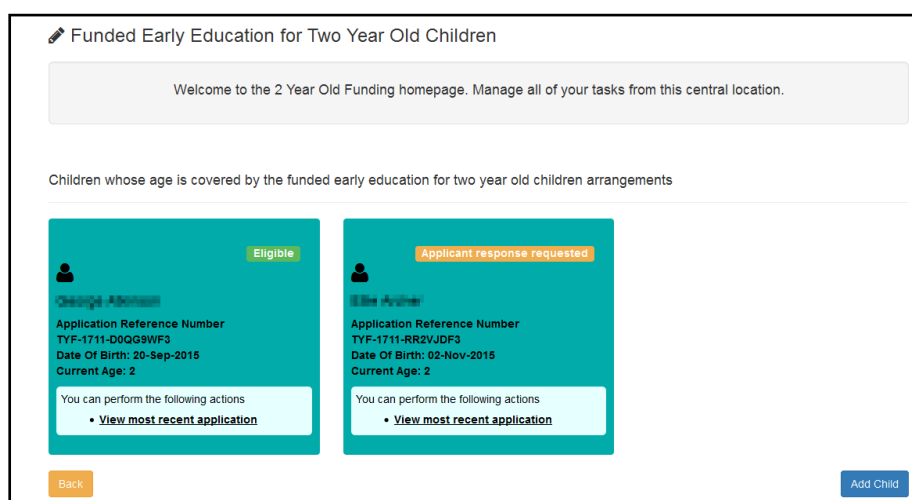 Funded Early Education for Two Year Old Children
Welcome to the 2 Year Old Funding homepage. Manage all of your tasks from this central location.
Children whose age is covered by the funded early education for two year old children arrangements
Eligible
Application Reference Number
TYF-1711-D0QG9WF3
Date Of Birth: 20-Sep-2015
Current Age: 2
You can perform the following actions
View most recent application
Applicant response requested
Application Reference Number
TYF-1711-RR2VJDF3
Date Of Birth: 02-Nov-2015
Current Age: 2
You can perform the following actions
View most recent application
Back
Add Child